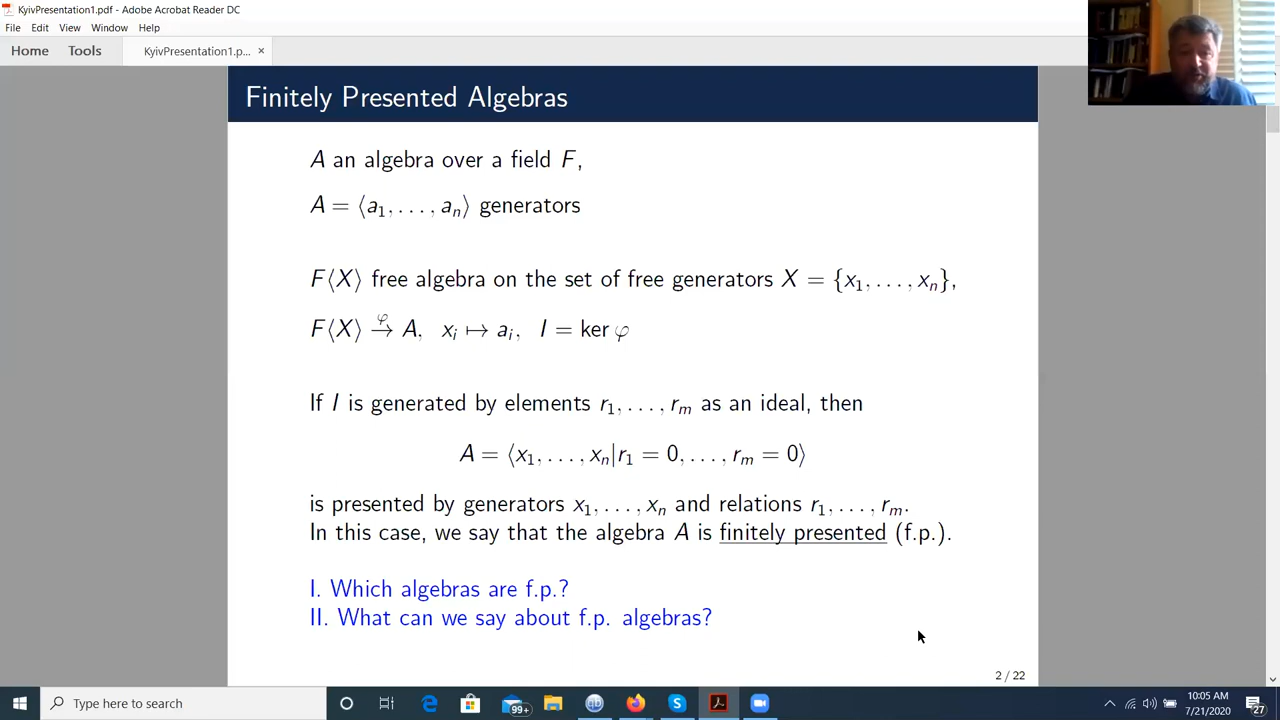 KyivPresentation1.pdf - Adobe Acrobat Reader DC
File Edit View Window Help
Home Tools KyivPresentation1.p... ×
Finitely Presented Algebras
A an algebra over a field F,
A = ⟨a₁, . . . , aₙ⟩ generators
F⟨X⟩ free algebra on the set of free generators X = {x₁, . . . , xₙ},
F⟨X⟩ →^φ A, xᵢ ↦ aᵢ, I = ker φ
If I is generated by elements r₁, . . . , rₘ as an ideal, then
A = ⟨x₁, . . . , xₙ|r₁ = 0, . . . , rₘ = 0⟩
is presented by generators x₁, . . . , xₙ and relations r₁, . . . , rₘ.
In this case, we say that the algebra A is finitely presented (f.p.).
I. Which algebras are f.p.?
II. What can we say about f.p. algebras?
2 / 22
Type here to search
99+
qb
10:05 AM
7/21/2020
27